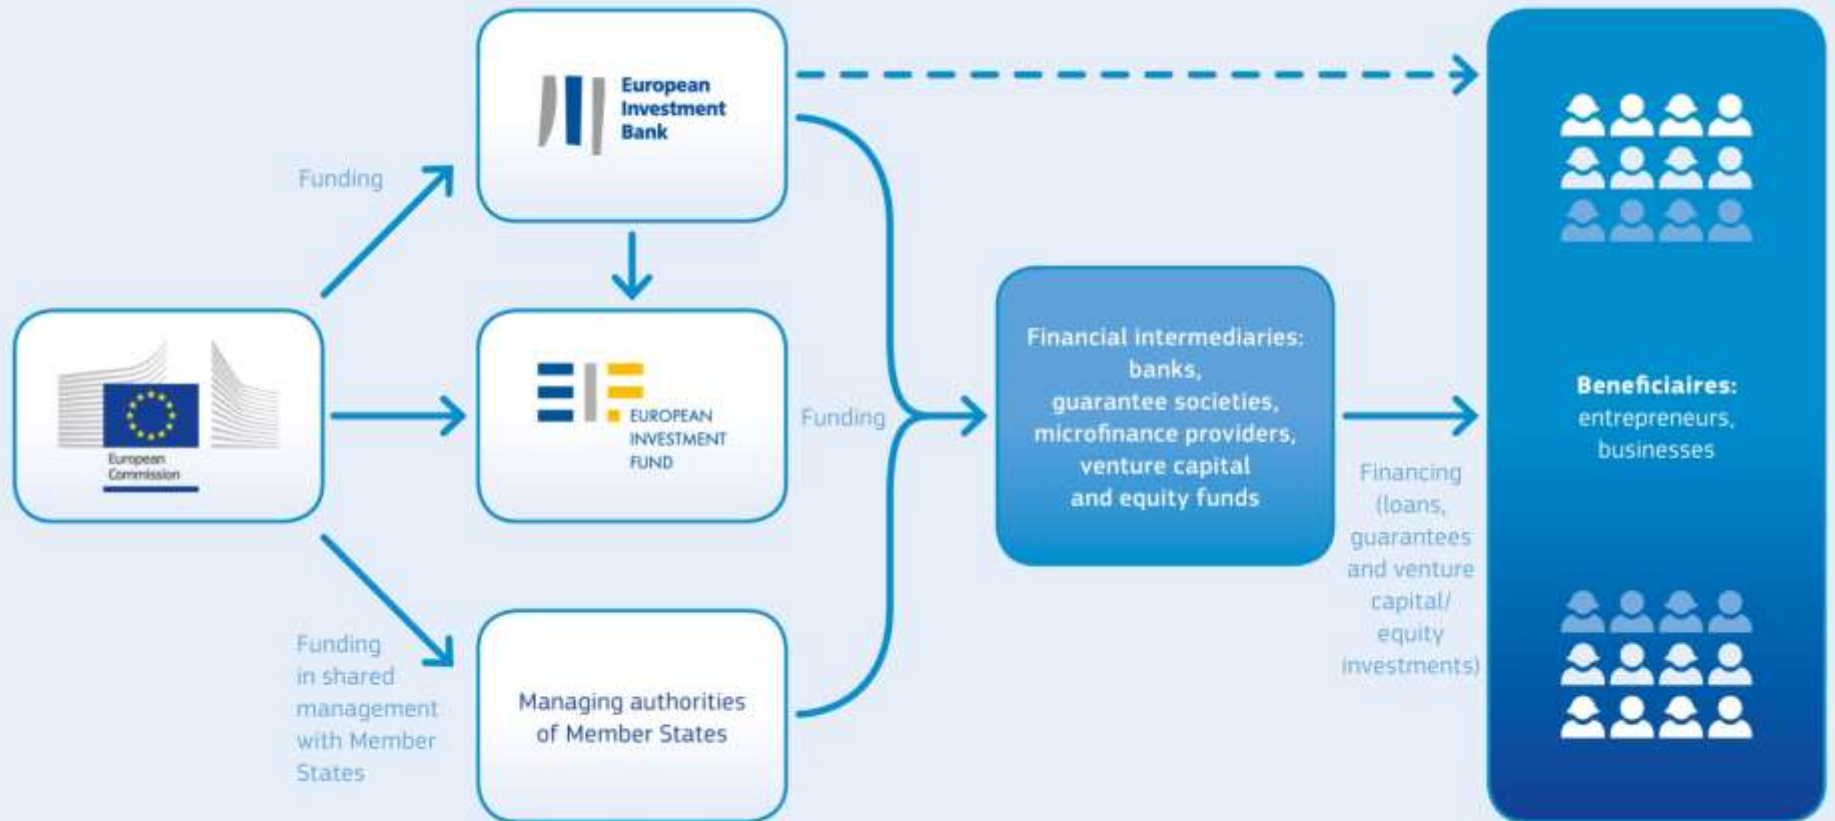 European
Investment
Bank
Funding
European
Commission
EUROPEAN
INVESTMENT
FUND
Funding
Funding
in shared
management
with Member
States
Managing authorities
of Member States
Financial intermediaries:
banks,
guarantee societies,
microfinance providers,
venture capital
and equity funds
Financing
(loans,
guarantees
and venture
capital/
equity
investments)
Beneficiaires:
entrepreneurs,
businesses